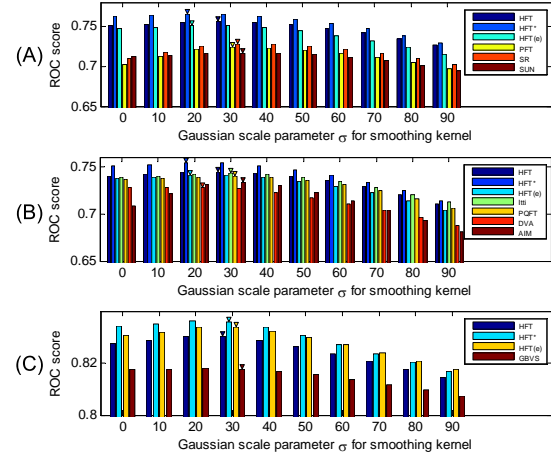 (A)
ROC score
0.75
0.7
0.65
HFT
HFT*
HFT(e)
PFT
SR
SUN
0 10 20 30 40 50 60 70 80 90
Gaussian scale parameter σ for smoothing kernel
(B)
ROC score
0.75
0.7
0.65
HFT
HFT*
HFT(e)
Itti
PQFT
DVA
AIM
0 10 20 30 40 50 60 70 80 90
Gaussian scale parameter σ for smoothing kernel
(C)
ROC score
0.82
0.8
HFT
HFT*
HFT(e)
GBVS
0 10 20 30 40 50 60 70 80 90
Gaussian scale parameter σ for smoothing kernel